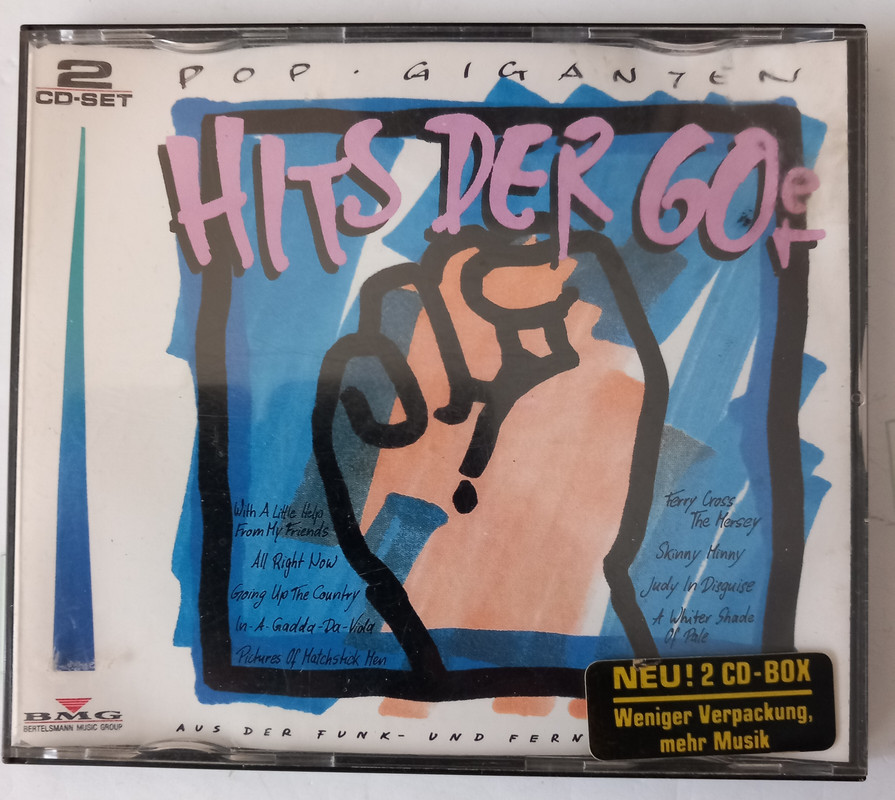 2
CD-SET
POP · GIGANTEN
HITS DER 60er
With A Little Help
From My Friends
All Right Now
Going Up The Country
In-A-Gadda-Da-Vida
Pictures Of Matchstick Men
Ferry Cross
The Mersey
Skinny Minny
Judy In Disguise
A Whiter Shade
Of Pale
BMG
BERTELSMANN MUSIC GROUP
AUS DER FUNK- UND FERN
NEU! 2 CD-BOX
Weniger Verpackung,
mehr Musik